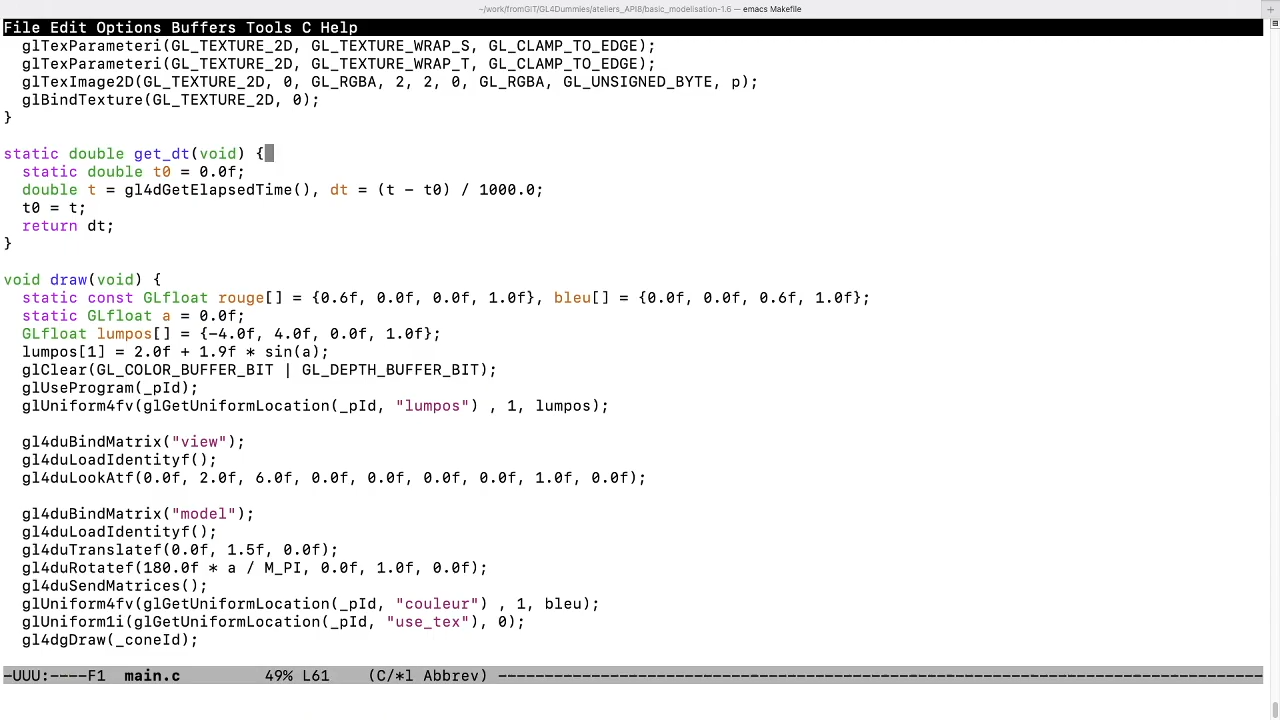 ~/work/fromGIT/GL4Dummies/ateliers_API8/basic_modelisation-1.6 — emacs Makefile
File Edit Options Buffers Tools C Help
  glTexParameteri(GL_TEXTURE_2D, GL_TEXTURE_WRAP_S, GL_CLAMP_TO_EDGE);
  glTexParameteri(GL_TEXTURE_2D, GL_TEXTURE_WRAP_T, GL_CLAMP_TO_EDGE);
  glTexImage2D(GL_TEXTURE_2D, 0, GL_RGBA, 2, 2, 0, GL_RGBA, GL_UNSIGNED_BYTE, p);
  glBindTexture(GL_TEXTURE_2D, 0);
}

static double get_dt(void) {
  static double t0 = 0.0f;
  double t = gl4dGetElapsedTime(), dt = (t - t0) / 1000.0;
  t0 = t;
  return dt;
}

void draw(void) {
  static const GLfloat rouge[] = {0.6f, 0.0f, 0.0f, 1.0f}, bleu[] = {0.0f, 0.0f, 0.6f, 1.0f};
  static GLfloat a = 0.0f;
  GLfloat lumpos[] = {-4.0f, 4.0f, 0.0f, 1.0f};
  lumpos[1] = 2.0f + 1.9f * sin(a);
  glClear(GL_COLOR_BUFFER_BIT | GL_DEPTH_BUFFER_BIT);
  glUseProgram(_pId);
  glUniform4fv(glGetUniformLocation(_pId, "lumpos") , 1, lumpos);

  gl4duBindMatrix("view");
  gl4duLoadIdentityf();
  gl4duLookAtf(0.0f, 2.0f, 6.0f, 0.0f, 0.0f, 0.0f, 0.0f, 1.0f, 0.0f);

  gl4duBindMatrix("model");
  gl4duLoadIdentityf();
  gl4duTranslatef(0.0f, 1.5f, 0.0f);
  gl4duRotatef(180.0f * a / M_PI, 0.0f, 1.0f, 0.0f);
  gl4duSendMatrices();
  glUniform4fv(glGetUniformLocation(_pId, "couleur") , 1, bleu);
  glUniform1i(glGetUniformLocation(_pId, "use_tex"), 0);
  gl4dgDraw(_coneId);

-UUU:----F1  main.c         49% L61    (C/*l Abbrev) ----------------------------------------------------------------------------------